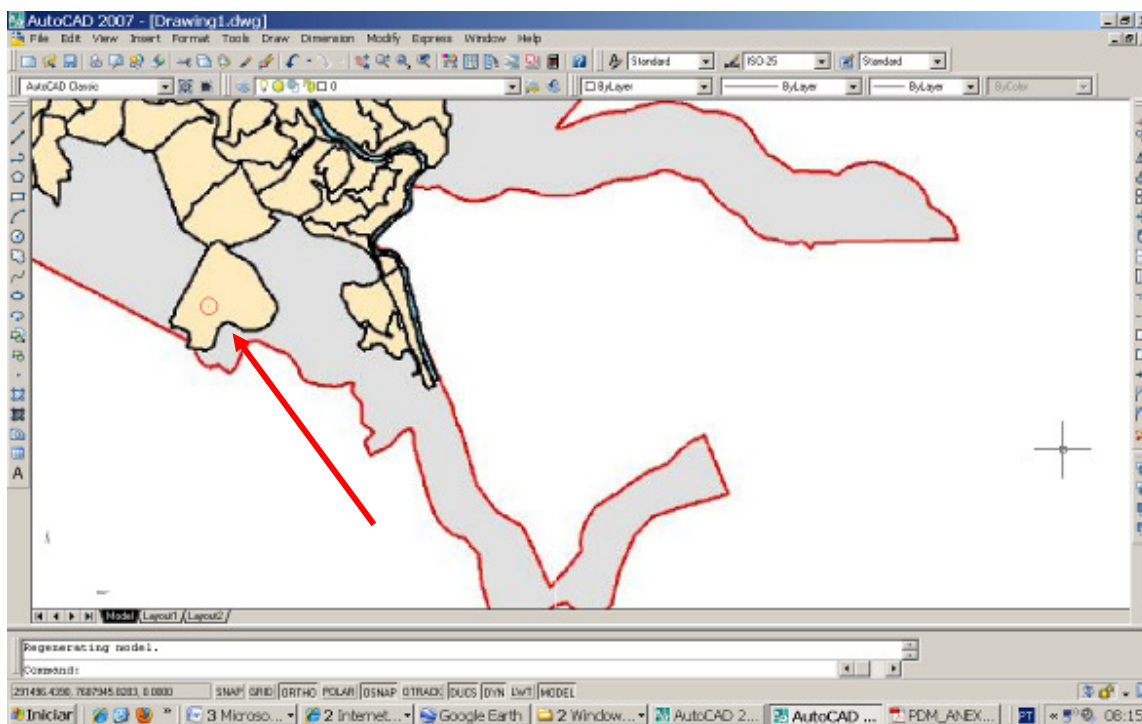 AutoCAD 2007 - [Drawing1.dwg]
File Edit View Insert Format Tools Draw Dimension Modify Express Window Help
Standard ISO-25 Standard
AutoCAD Classic 0 ByLayer ByLayer ByLayer ByColor
A
Model Layout1 Layout2
Regenerating model.
Command:
SNAP GRID ORTHO POLAR OSNAP OTRACK DUCS DYN LWT MODEL
Iniciar 3 Microso... 2 Internet... Google Earth 2 Window... AutoCAD 2... AutoCAD ... PDM_ANEX... PT